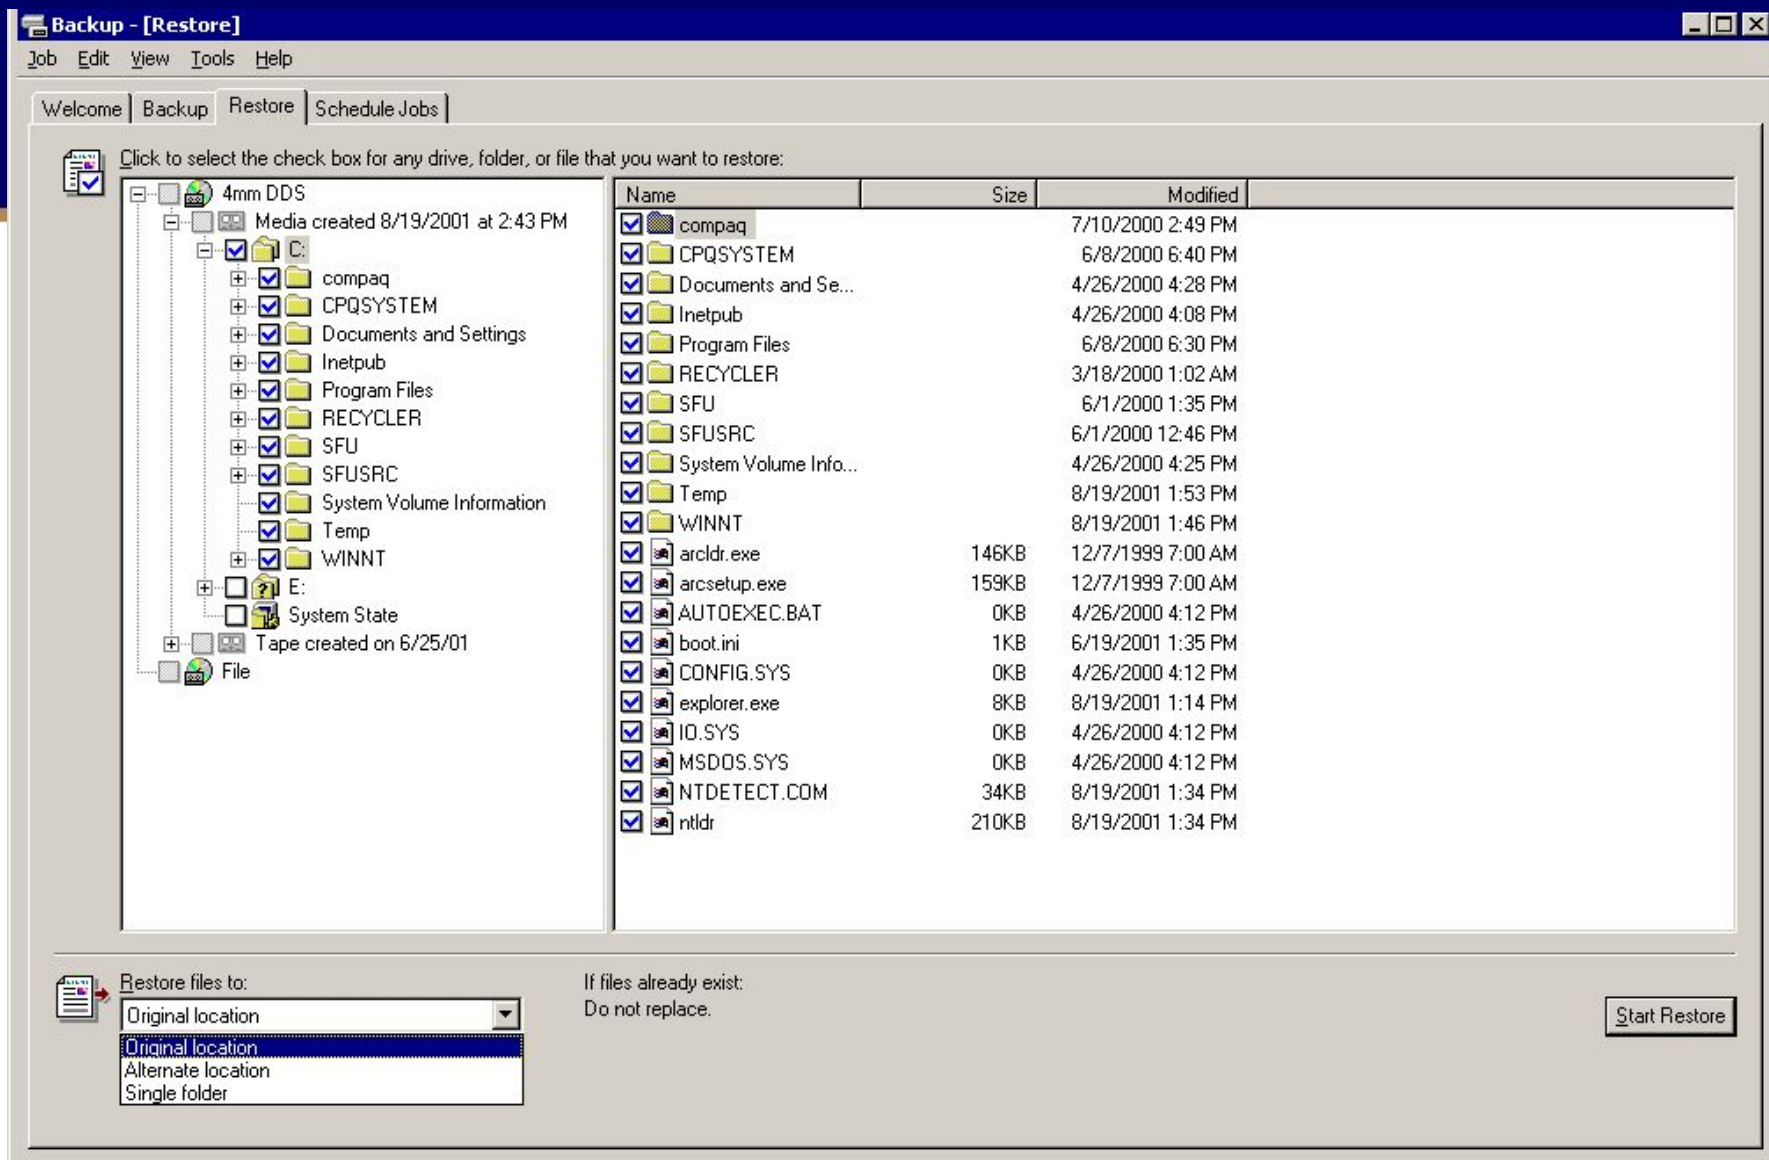 Backup - [Restore]
Job Edit View Tools Help
Welcome Backup Restore Schedule Jobs
Click to select the check box for any drive, folder, or file that you want to restore:
4mm DDS
Media created 8/19/2001 at 2:43 PM
C:
compaq
CPQSYSTEM
Documents and Settings
Inetpub
Program Files
RECYCLER
SFU
SFUSRC
System Volume Information
Temp
WINNT
E:
System State
Tape created on 6/25/01
File
Name Size Modified
compaq 7/10/2000 2:49 PM
CPQSYSTEM 6/8/2000 6:40 PM
Documents and Se... 4/26/2000 4:28 PM
Inetpub 4/26/2000 4:08 PM
Program Files 6/8/2000 6:30 PM
RECYCLER 3/18/2000 1:02 AM
SFU 6/1/2000 1:35 PM
SFUSRC 6/1/2000 12:46 PM
System Volume Info... 4/26/2000 4:25 PM
Temp 8/19/2001 1:53 PM
WINNT 8/19/2001 1:46 PM
arcldr.exe 146KB 12/7/1999 7:00 AM
arcsetup.exe 159KB 12/7/1999 7:00 AM
AUTOEXEC.BAT 0KB 4/26/2000 4:12 PM
boot.ini 1KB 6/19/2001 1:35 PM
CONFIG.SYS 0KB 4/26/2000 4:12 PM
explorer.exe 8KB 8/19/2001 1:14 PM
IO.SYS 0KB 4/26/2000 4:12 PM
MSDOS.SYS 0KB 4/26/2000 4:12 PM
NTDETECT.COM 34KB 8/19/2001 1:34 PM
ntldr 210KB 8/19/2001 1:34 PM
Restore files to:
Original location
Original location
Alternate location
Single folder
If files already exist:
Do not replace.
Start Restore